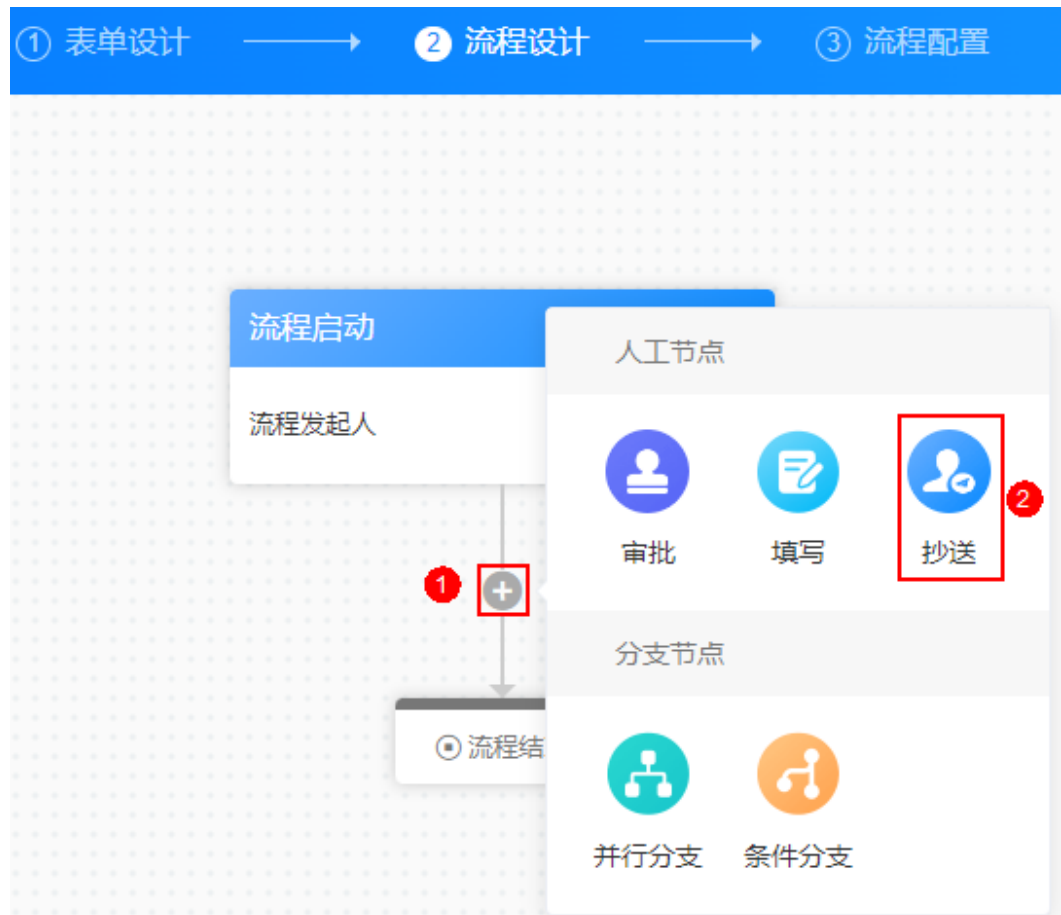 ① 表单设计 ② 流程设计 ③ 流程配置
流程启动
人工节点
流程发起人
2
审批 填写 抄送
1
分支节点
流程结
并行分支 条件分支